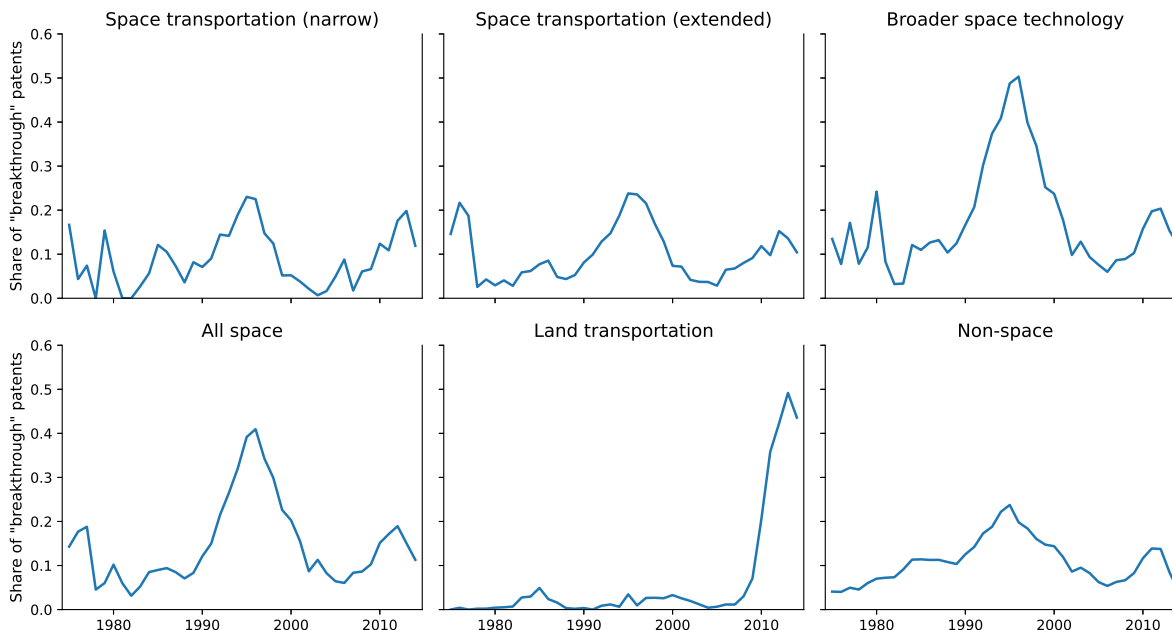 Space transportation (narrow)
Space transportation (extended)
Broader space technology
Share of "breakthrough" patents
0.6
0.5
0.4
0.3
0.2
0.1
0.0
All space
Land transportation
Non-space
Share of "breakthrough" patents
0.6
0.5
0.4
0.3
0.2
0.1
0.0
1980 1990 2000 2010
1980 1990 2000 2010
1980 1990 2000 2010